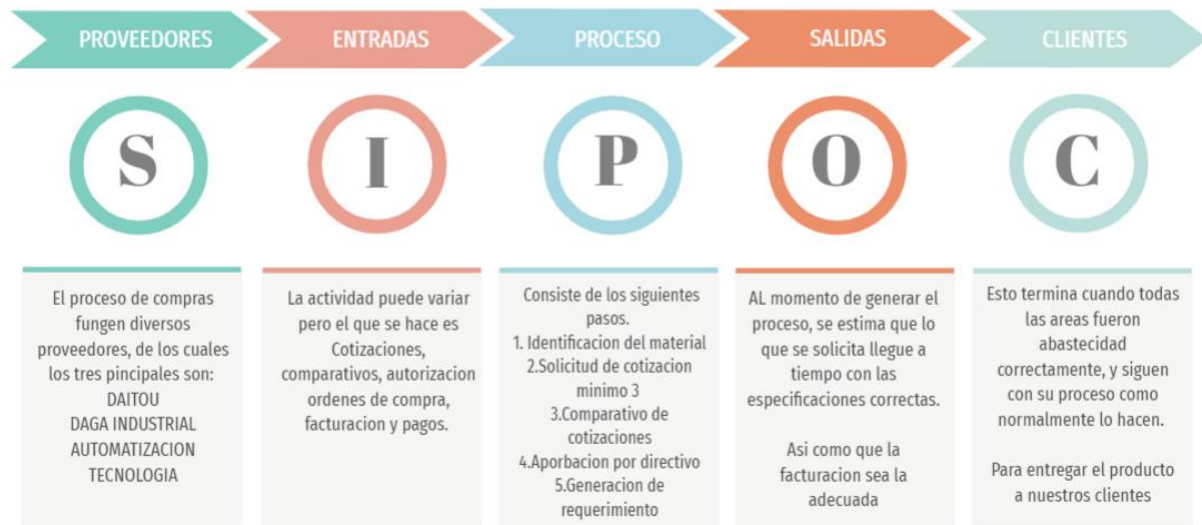 PROVEEDORES
ENTRADAS
PROCESO
SALIDAS
CLIENTES
S
I
P
O
C
El proceso de compras
fungen diversos
proveedores, de los cuales
los tres pincipales son:
DAITOU
DAGA INDUSTRIAL
AUTOMATIZACION
TECNOLOGIA
La actividad puede variar
pero el que se hace es
Cotizaciones,
comparativos, autorizacion
ordenes de compra,
facturacion y pagos.
Consiste de los siguientes
pasos.
1. Identificacion del material
2.Solicitud de cotizacion
minimo 3
3.Comparativo de
cotizaciones
4.Aporbacion por directivo
5.Generacion de
requerimiento
AL momento de generar el
proceso, se estima que lo
que se solicita llegue a
tiempo con las
especificaciones correctas.
Asi como que la
facturacion sea la
adecuada
Esto termina cuando todas
las areas fueron
abastecidad
correctamente, y siguen
con su proceso como
normalmente lo hacen.
Para entregar el producto
a nuestros clientes